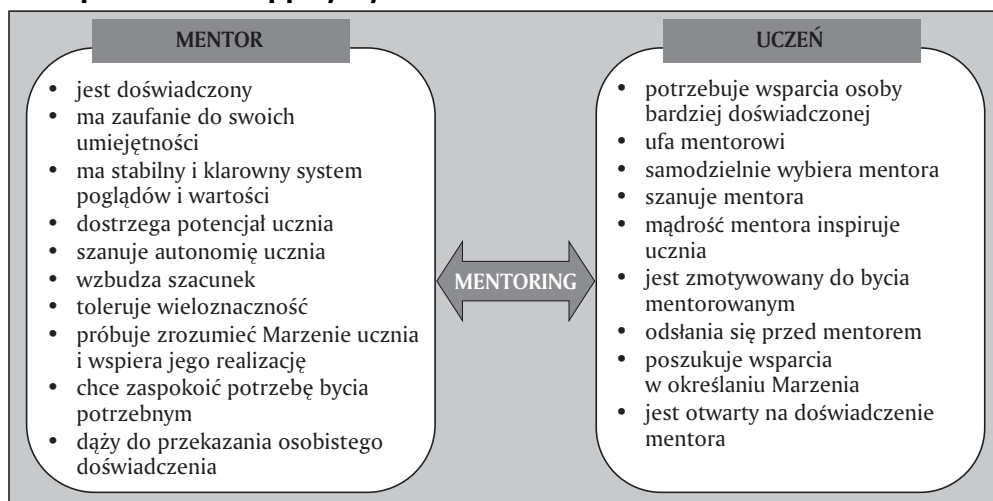 MENTOR
• jest doświadczony
• ma zaufanie do swoich
umiejętności
• ma stabilny i klarowny system
poglądów i wartości
• dostrzega potencjał ucznia
• szanuje autonomię ucznia
• wzbudza szacunek
• toleruje wieloznaczność
• próbuje zrozumieć Marzenie ucznia
i wspiera jego realizację
• chce zaspokoić potrzebę bycia
potrzebnym
• dąży do przekazania osobistego
doświadczenia
MENTORING
UCZEŃ
• potrzebuje wsparcia osoby
bardziej doświadczonej
• ufa mentorowi
• samodzielnie wybiera mentora
• szanuje mentora
• mądrość mentora inspiruje
ucznia
• jest zmotywowany do bycia
mentorowanym
• odsłania się przed mentorem
• poszukuje wsparcia
w określaniu Marzenia
• jest otwarty na doświadczenie
mentora